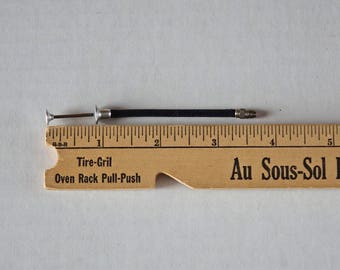 1 2 3 4 5
B-B-R
Tire-Gril
Oven Rack Pull-Push
Au Sous-Sol